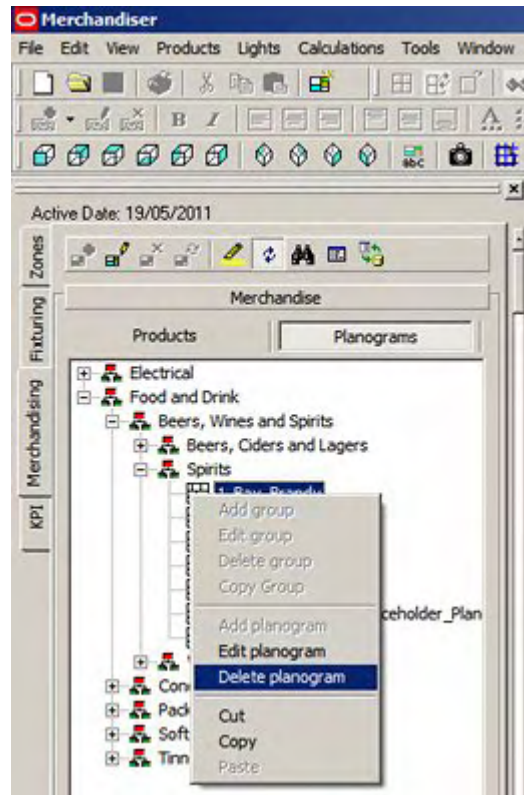 Merchandiser
File Edit View Products Lights Calculations Tools Window
B I A
abc
Active Date: 19/05/2011
Zones
Fixturing
Merchandising
KPI
Merchandise
Products Planograms
Electrical
Food and Drink
Beers, Wines and Spirits
Beers, Ciders and Lagers
Spirits
1 Bay Brandy
Add group
Edit group
Delete group
Copy Group
Add planogram
ceholder_Plan
Edit planogram
Delete planogram
Con
Pack
Cut
Soft
Copy
Tinn
Paste